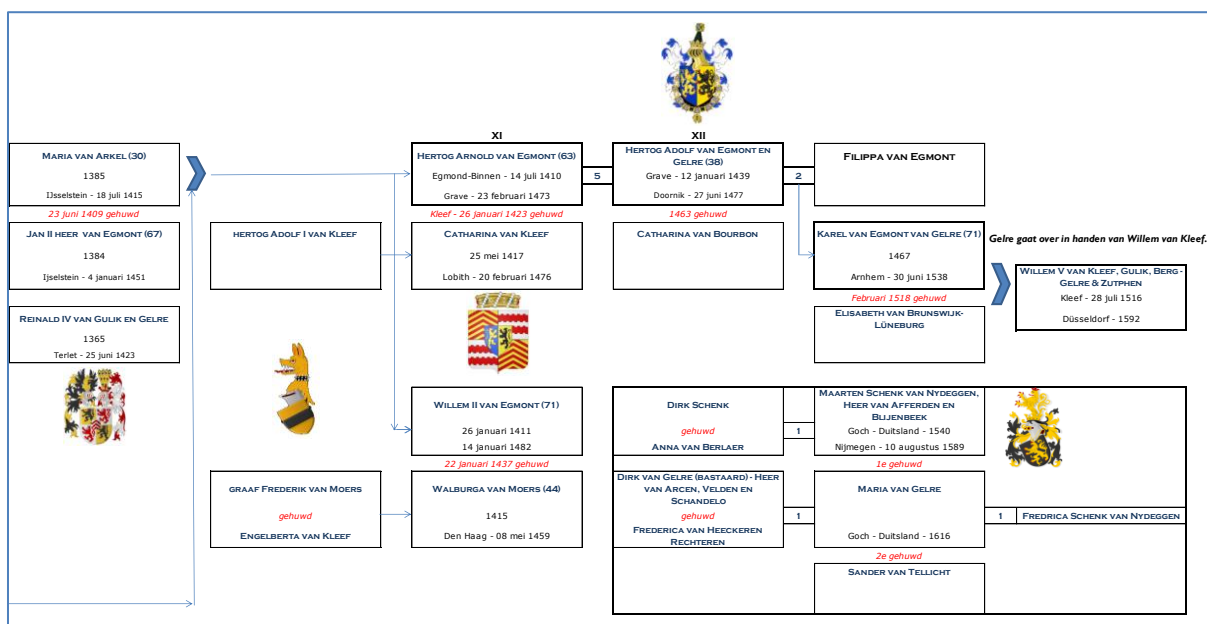 XI
XII
Maria van Arkel (30)
1385
IJsselstein - 18 juli 1415
23 juni 1409 gehuwd
Jan II heer van Egmont (67)
1384
Ijselstein - 4 januari 1451
Reinald IV van Gulik en Gelre
1365
Terlet - 25 juni 1423
Hertog Adolf I van Kleef
Graaf Frederik van Moers
gehuwd
Engelberta van Kleef
Hertog Arnold van Egmont (63)
Egmond-Binnen - 14 juli 1410
Grave - 23 februari 1473
Kleef - 26 januari 1423 gehuwd
Catharina van Kleef
25 mei 1417
Lobith - 20 februari 1476
Willem II van Egmont (71)
26 januari 1411
14 januari 1482
22 januari 1437 gehuwd
Walburga van Moers (44)
1415
Den Haag - 08 mei 1459
5
Hertog Adolf van Egmont en
Gelre (38)
Grave - 12 januari 1439
Doornik - 27 juni 1477
1463 gehuwd
Catharina van Bourbon
2
Filippa van Egmont
Karel van Egmont van Gelre (71)
1467
Arnhem - 30 juni 1538
Februari 1518 gehuwd
Elisabeth van Brunswijk-
Lüneburg
Gelre gaat over in handen van Willem van Kleef.
Willem V van Kleef, Gulik, Berg -
Gelre & Zutphen
Kleef - 28 juli 1516
Düsseldorf - 1592
Dirk Schenk
gehuwd
Anna van Berlaer
1
Maarten Schenk van Nydeggen,
Heer van Afferden en
Blijenbeek
Goch - Duitsland - 1540
Nijmegen - 10 augustus 1589
1e gehuwd
Dirk van Gelre (bastaard) - Heer
van Arcen, Velden en
Schandelo
gehuwd
Frederica van Heeckeren
Rechteren
1
Maria van Gelre
Goch - Duitsland - 1616
2e gehuwd
Sander van Tellicht
1
Fredrica Schenk van Nydeggen